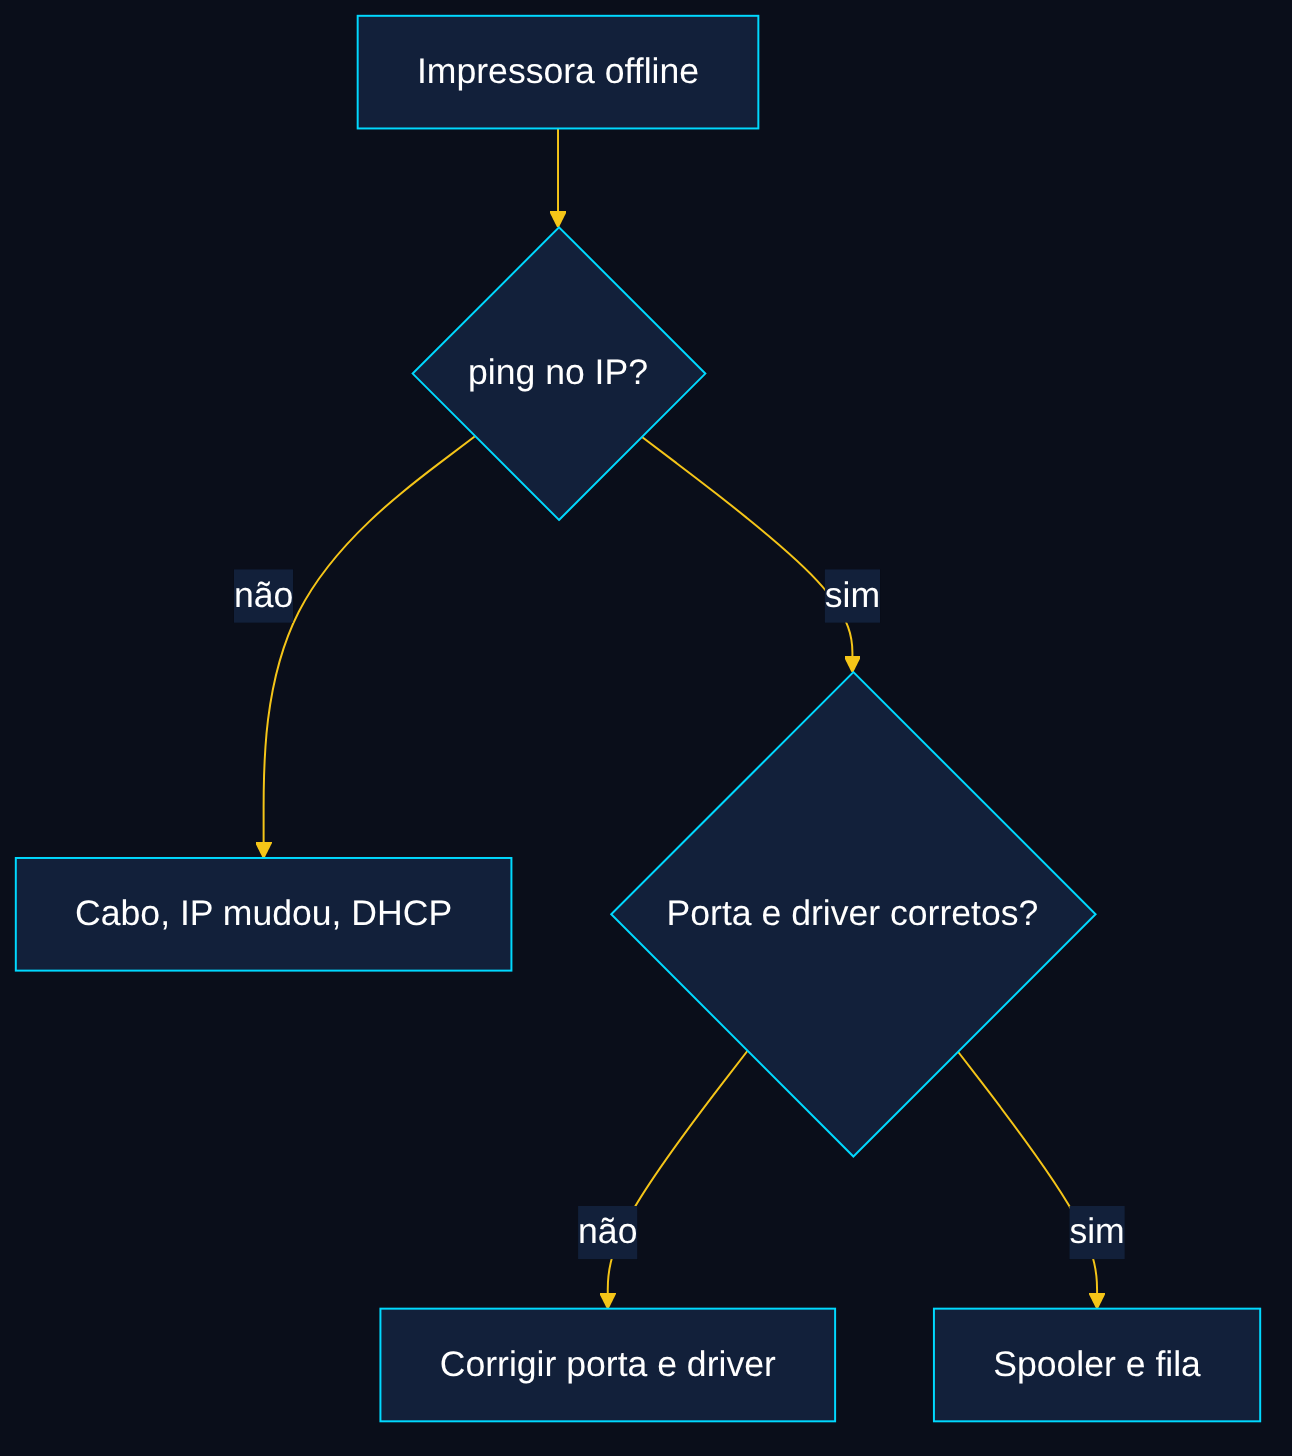 Impressora offline
ping no IP?
não
sim
Cabo, IP mudou, DHCP
Porta e driver corretos?
não
sim
Corrigir porta e driver
Spooler e fila